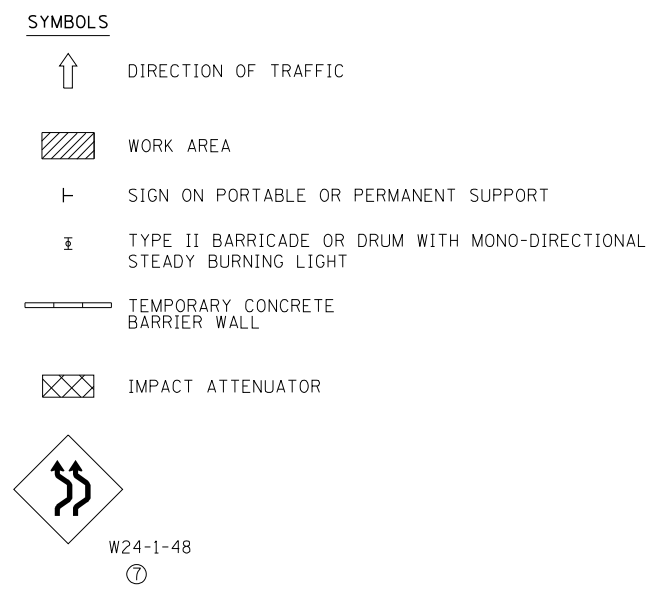 SYMBOLS
DIRECTION OF TRAFFIC
WORK AREA
SIGN ON PORTABLE OR PERMANENT SUPPORT
TYPE II BARRICADE OR DRUM WITH MONO-DIRECTIONAL
STEADY BURNING LIGHT
TEMPORARY CONCRETE
BARRIER WALL
IMPACT ATTENUATOR
W24-1-48
7